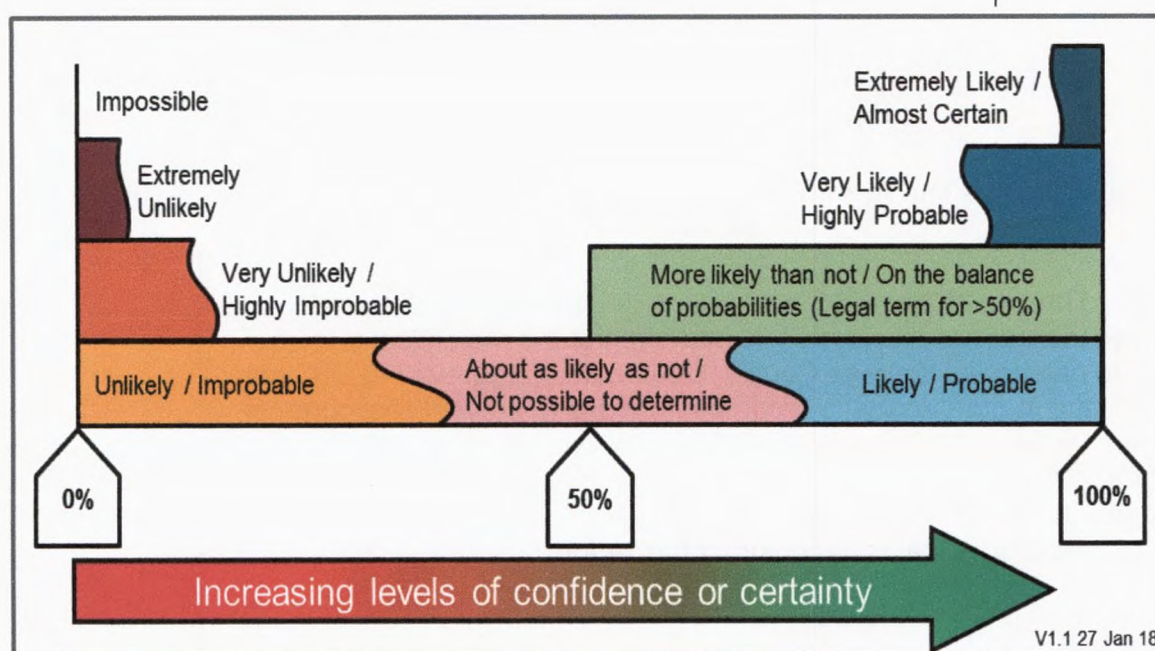 Impossible
Extremely Likely /
Almost Certain
Extremely
Unlikely
Very Likely /
Highly Probable
Very Unlikely /
Highly Improbable
More likely than not / On the balance
of probabilities (Legal term for >50%)
Unlikely / Improbable
About as likely as not /
Not possible to determine
Likely / Probable
0%
50%
100%
Increasing levels of confidence or certainty
V1.1 27 Jan 18